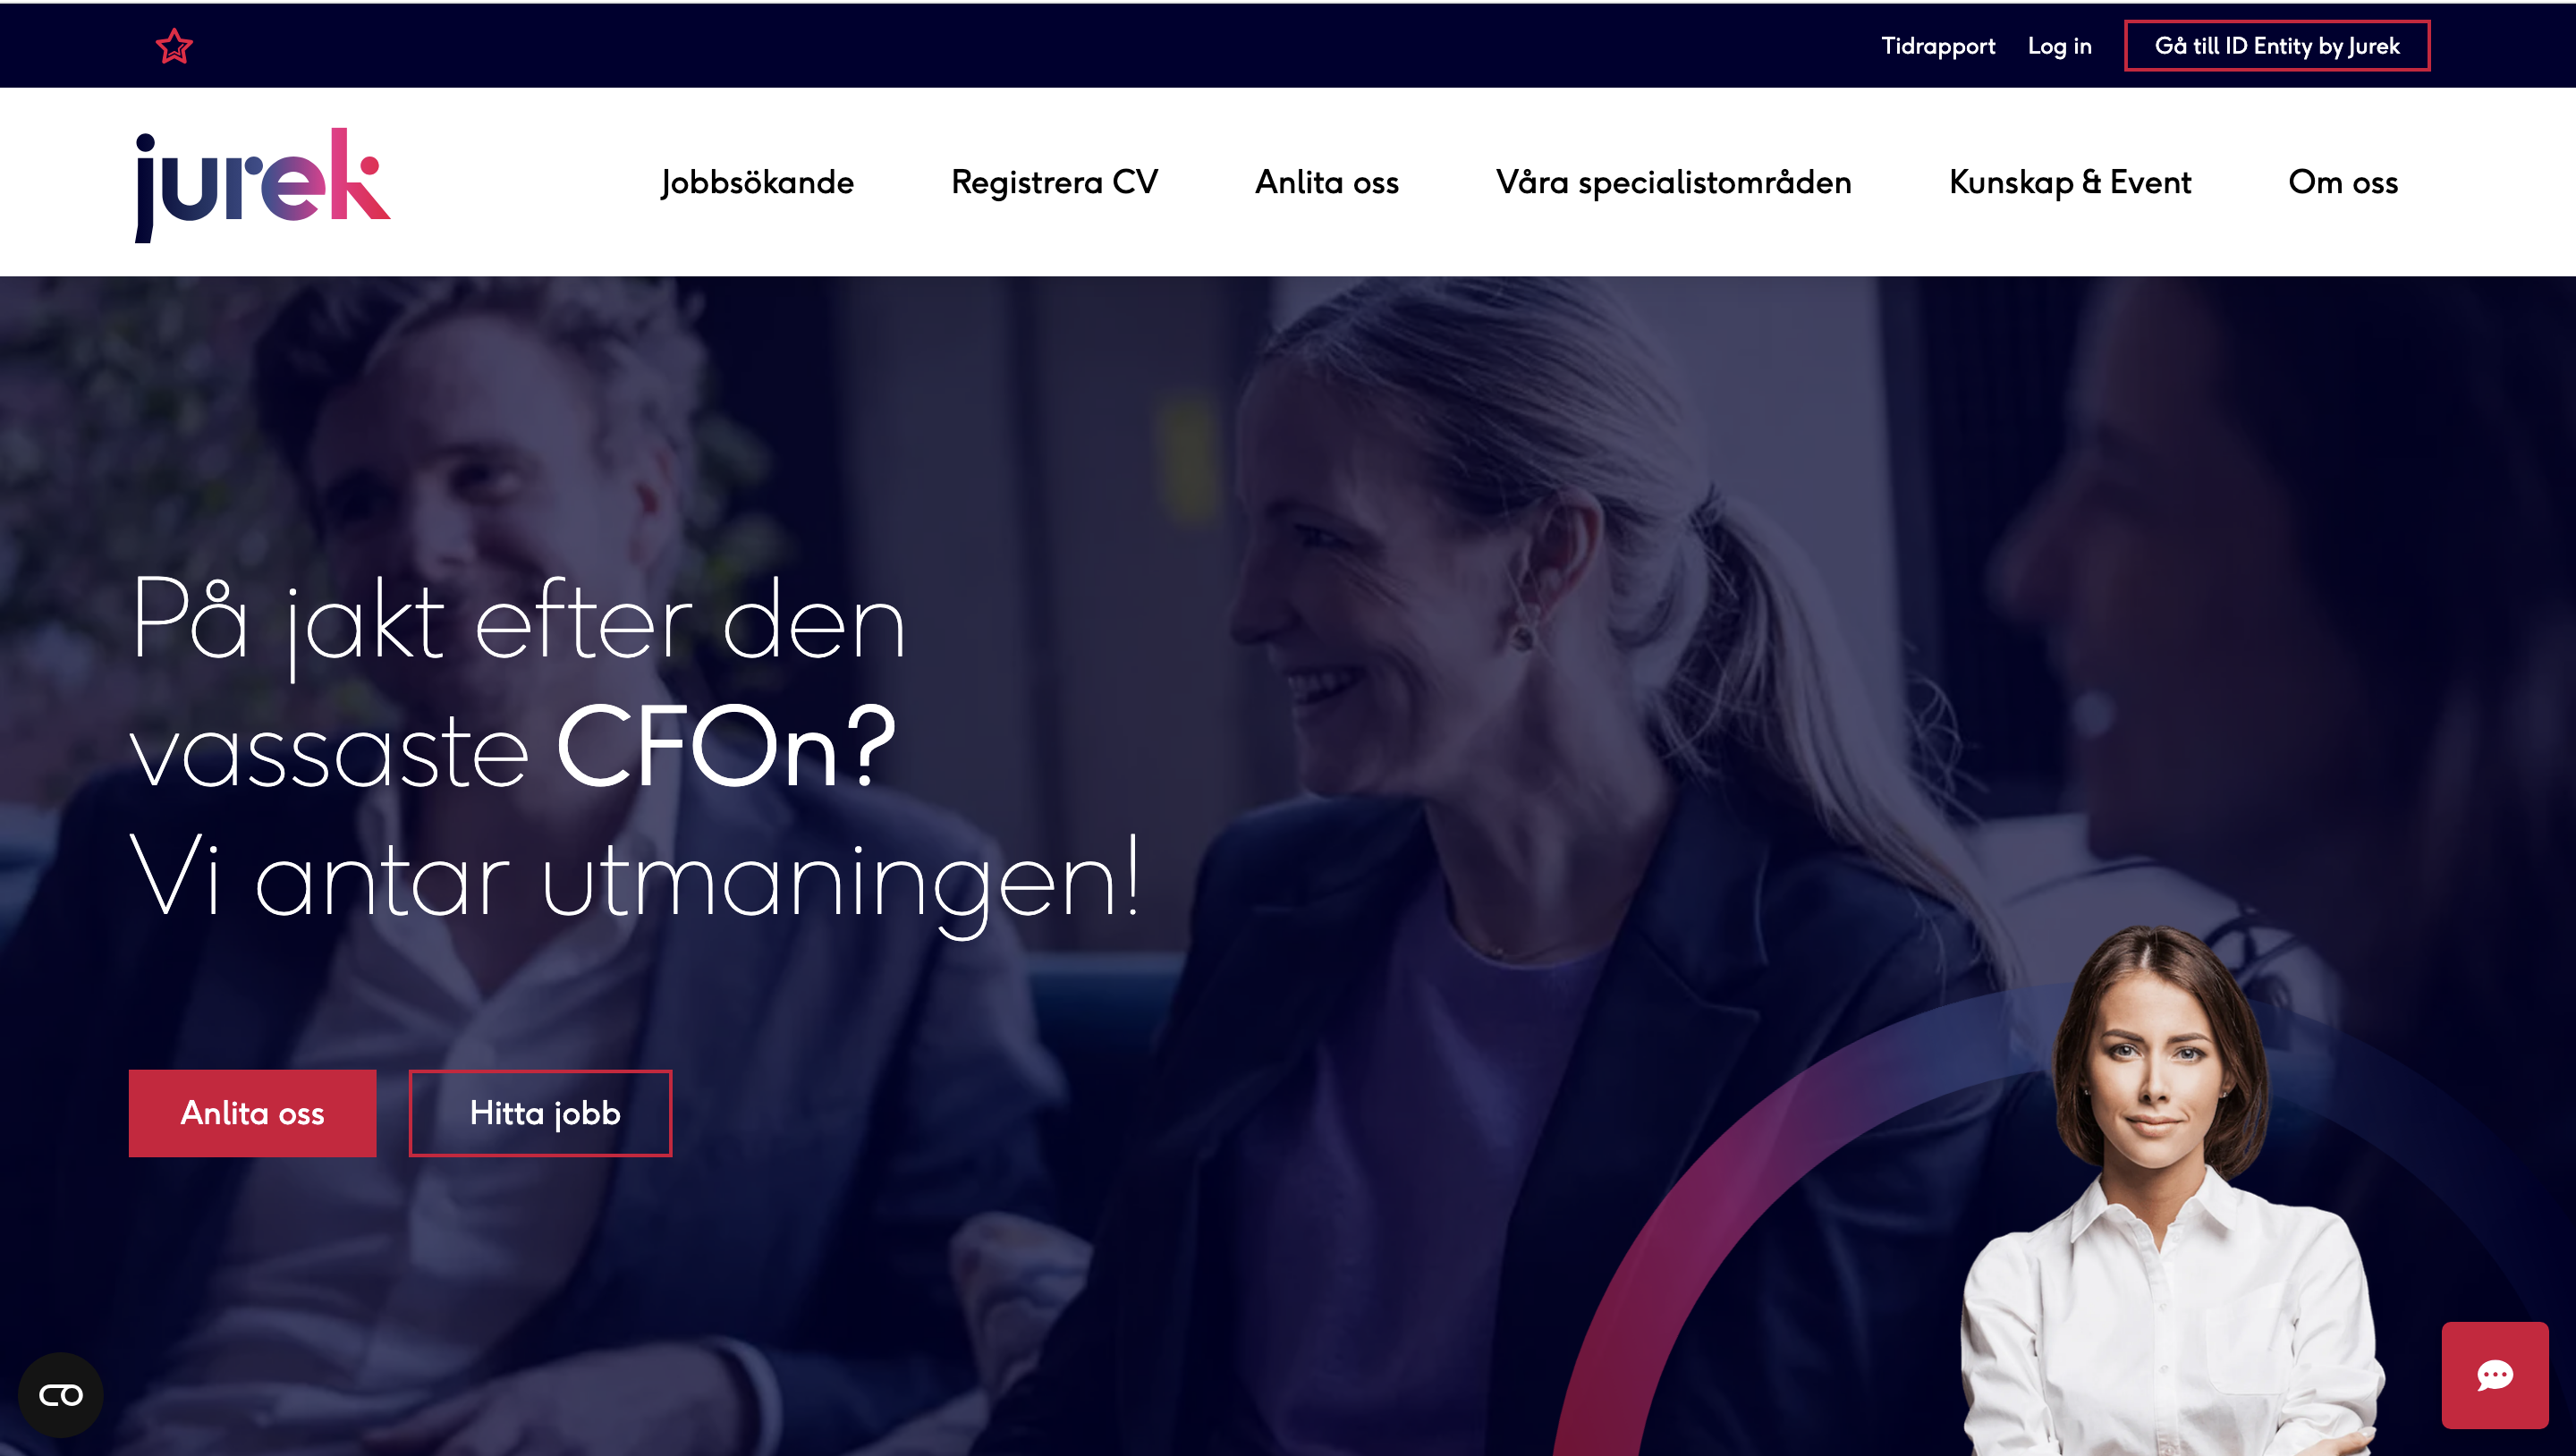 Tidrapport Log in Gå till ID Entity by Jurek
jurek
Jobbsökande Registrera CV Anlita oss Våra specialistområden Kunskap & Event Om oss
På jakt efter den
vassaste CFOn?
Vi antar utmaningen!
Anlita oss Hitta jobb